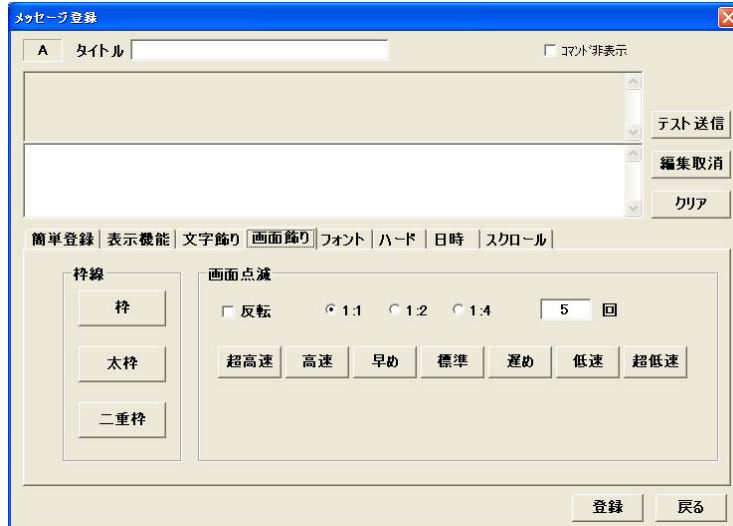 メッセージ登録
A タイトル コマンド非表示
テスト送信
編集取消
クリア
簡単登録 表示機能 文字飾り 画面飾り フォント ハード 日時 スクロール
枠線 画面点滅
枠 反転 1:1 1:2 1:4 5 回
太枠 超高速 高速 早め 標準 遅め 低速 超低速
二重枠
登録 戻る